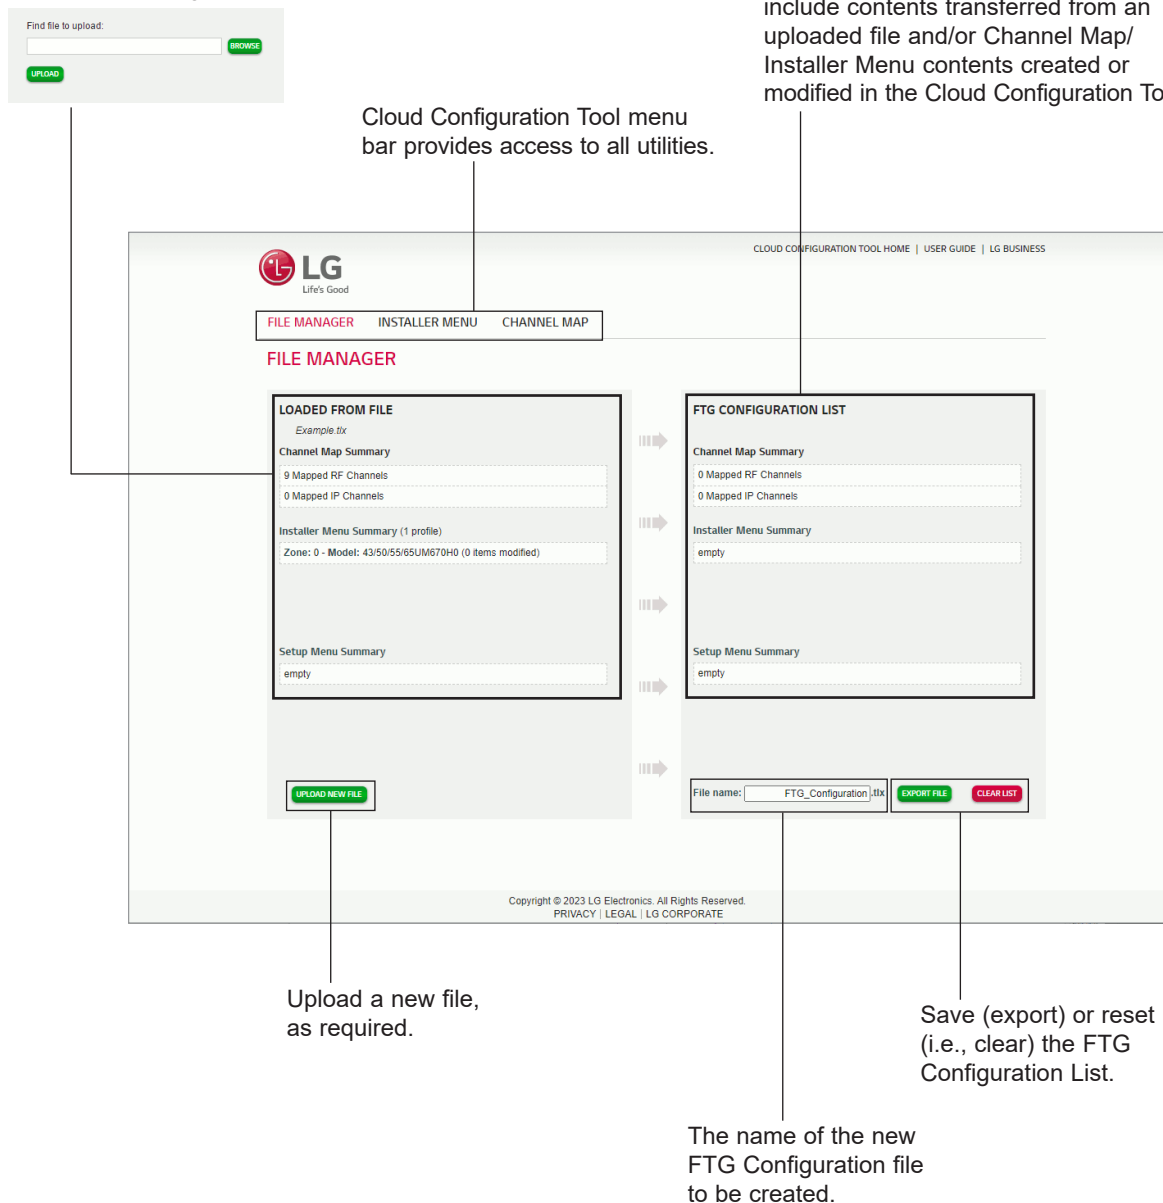 Find file to upload:
BROWSE
UPLOAD
include contents transferred from an
uploaded file and/or Channel Map/
Installer Menu contents created or
modified in the Cloud Configuration To
Cloud Configuration Tool menu
bar provides access to all utilities.
CLOUD CONFIGURATION TOOL HOME | USER GUIDE | LG BUSINESS
LG
Life's Good
FILE MANAGER INSTALLER MENU CHANNEL MAP
FILE MANAGER
LOADED FROM FILE
Example.tlx
Channel Map Summary
9 Mapped RF Channels
0 Mapped IP Channels
Installer Menu Summary (1 profile)
Zone: 0 - Model: 43/50/55/65UM670H0 (0 items modified)
Setup Menu Summary
empty
UPLOAD NEW FILE
FTG CONFIGURATION LIST
Channel Map Summary
0 Mapped RF Channels
0 Mapped IP Channels
Installer Menu Summary
empty
Setup Menu Summary
empty
File name: FTG_Configuration .tlx EXPORT FILE CLEAR LIST
Copyright © 2023 LG Electronics. All Rights Reserved.
PRIVACY | LEGAL | LG CORPORATE
Upload a new file,
as required.
Save (export) or reset
(i.e., clear) the FTG
Configuration List.
The name of the new
FTG Configuration file
to be created.